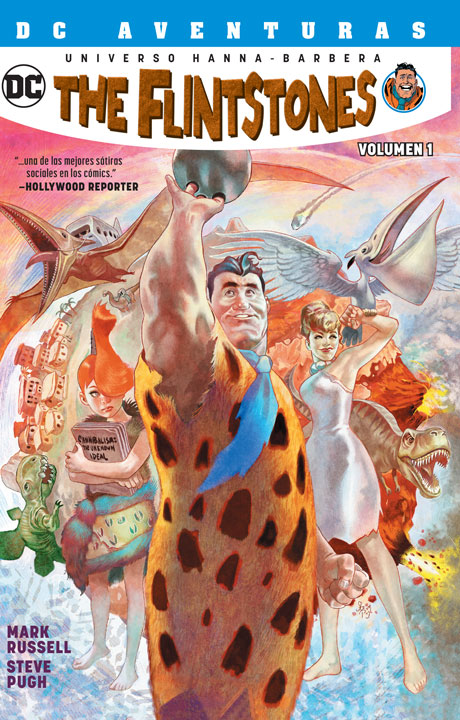 DC AVENTURAS
UNIVERSO HANNA-BARBERA
DC
THE FLINTSTONES
VOLUMEN 1
"...una de las mejores sátiras
sociales en los cómics."
—HOLLYWOOD REPORTER
CANNIBALISM:
THE UNKNOWN
IDEAL
MARK
RUSSELL
STEVE
PUGH